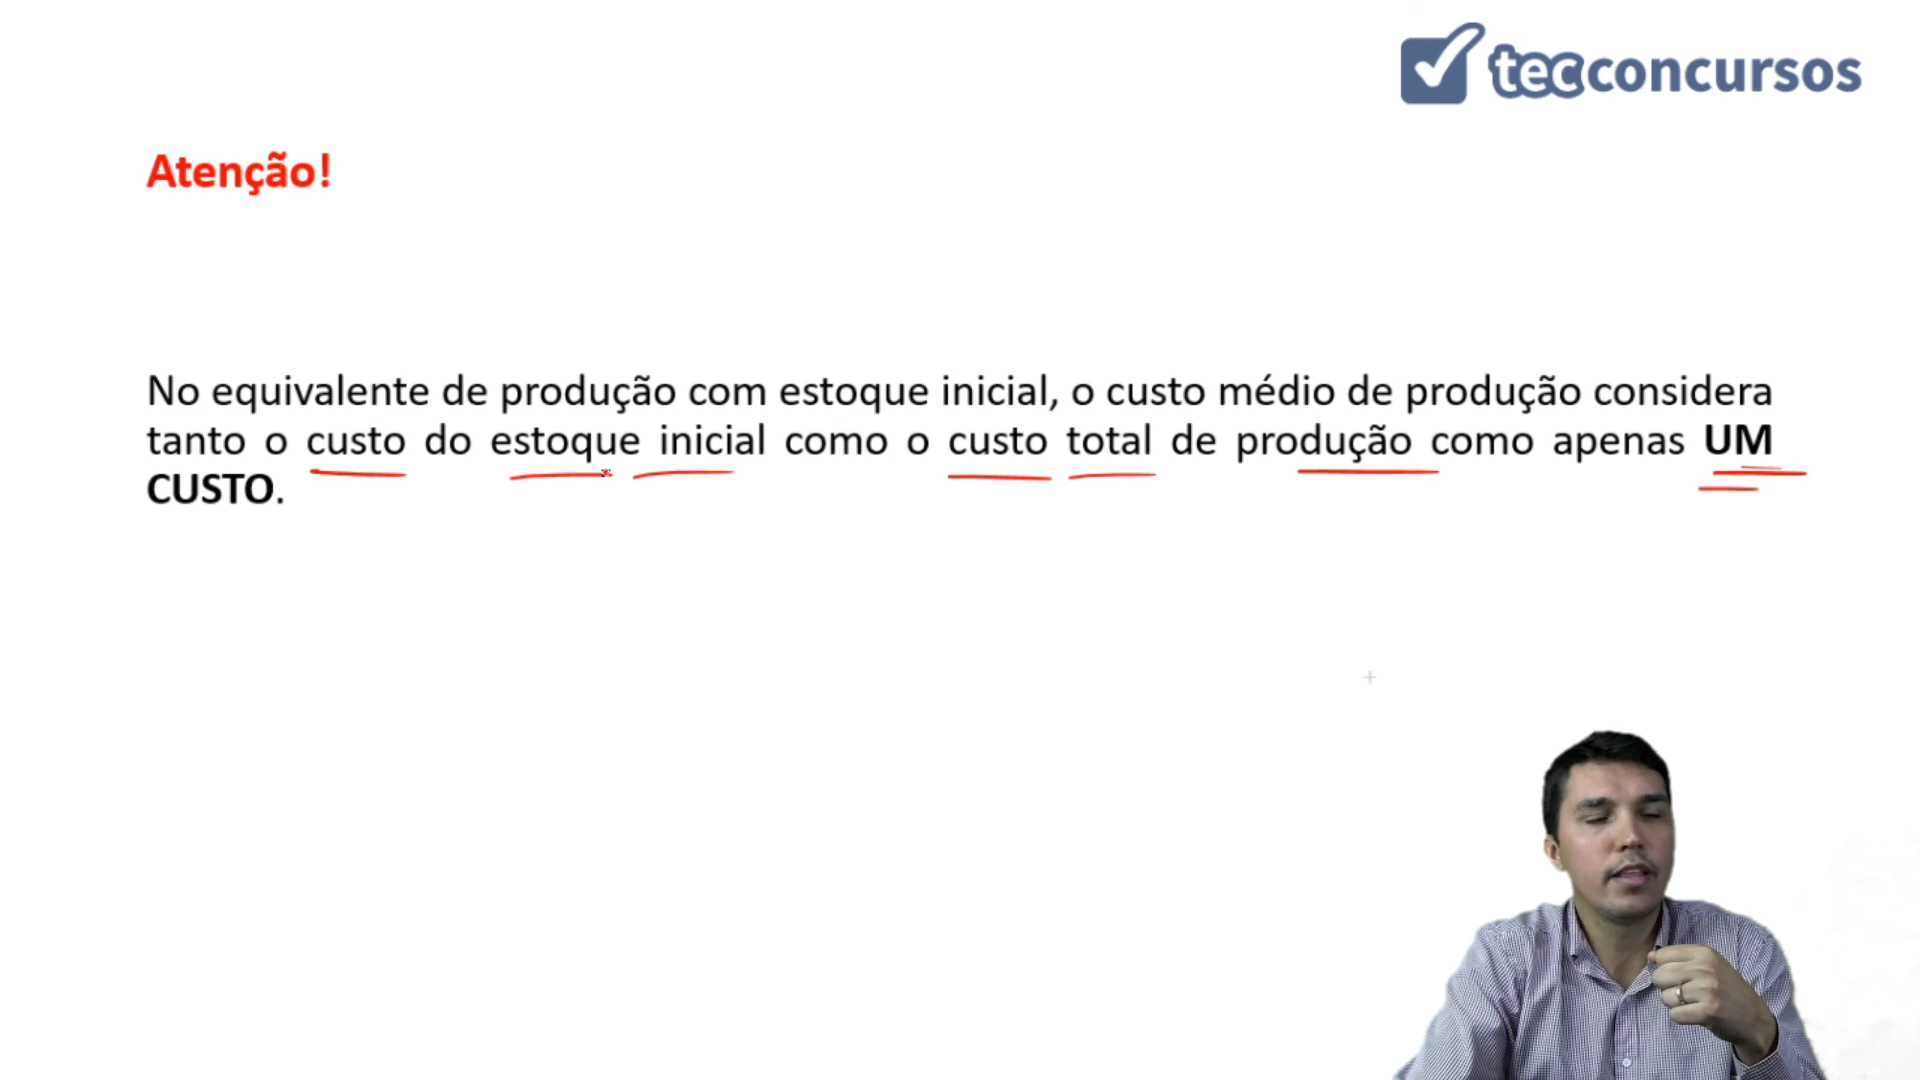 tecconcursos
Atenção!
No equivalente de produção com estoque inicial, o custo médio de produção considera
tanto o custo do estoque inicial como o custo total de produção como apenas UM
CUSTO.